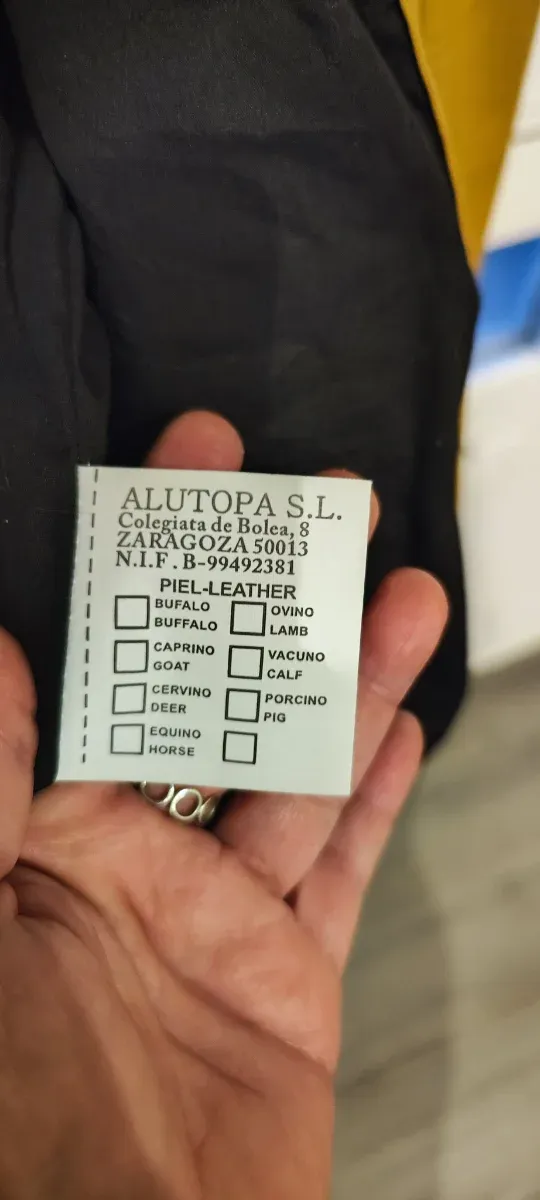 ALUTOPA S.L.
Colegiata de Bolea, 8
ZARAGOZA 50013
N.I.F. B-99492381
PIEL-LEATHER
BUFALO
BUFFALO
OVINO
LAMB
CAPRINO
GOAT
VACUNO
CALF
CERVINO
DEER
PORCINO
PIG
EQUINO
HORSE